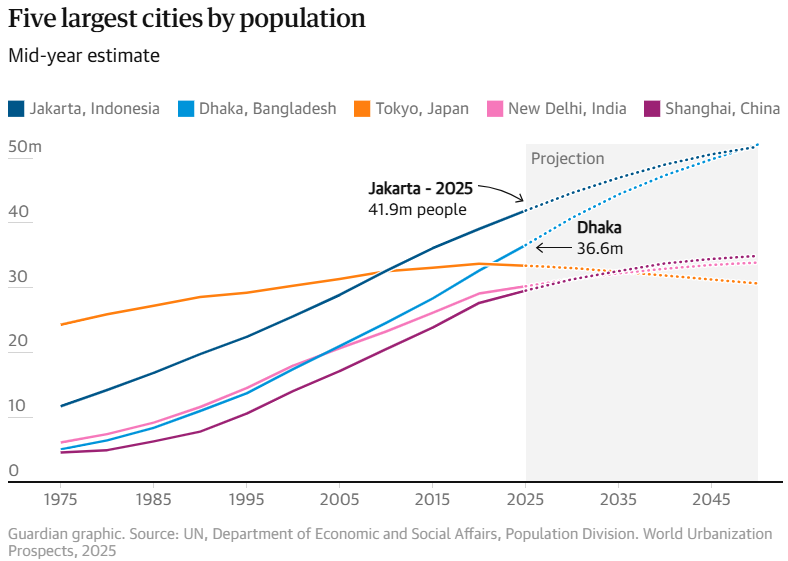 Five largest cities by population
Mid-year estimate
Jakarta, Indonesia
Dhaka, Bangladesh
Tokyo, Japan
New Delhi, India
Shanghai, China
50m
Projection
Jakarta - 2025
41.9m people
40
Dhaka
36.6m
30
20
10
0
1975
1985
1995
2005
2015
2025
2035
2045
Guardian graphic. Source: UN, Department of Economic and Social Affairs, Population Division. World Urbanization
Prospects, 2025